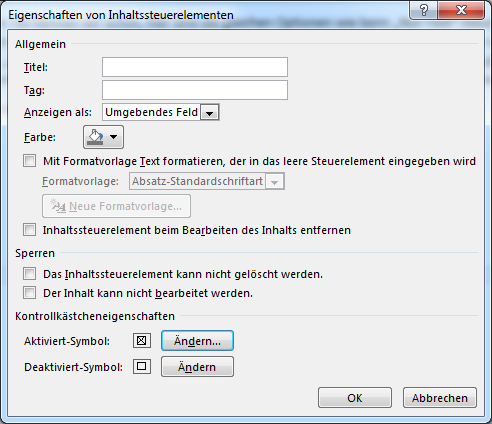 Eigenschaften von Inhaltssteuerelementen
Allgemein
Titel:
Tag:
Anzeigen als: Umgebendes Feld
Farbe:
Mit Formatvorlage Text formatieren, der in das leere Steuerelement eingegeben wird
Formatvorlage: Absatz-Standardschriftart
Neue Formatvorlage...
Inhaltssteuerelement beim Bearbeiten des Inhalts entfernen
Sperren
Das Inhaltssteuerelement kann nicht gelöscht werden.
Der Inhalt kann nicht bearbeitet werden.
Kontrollkästcheneigenschaften
Aktiviert-Symbol: Ändern...
Deaktiviert-Symbol: Ändern
OK Abbrechen